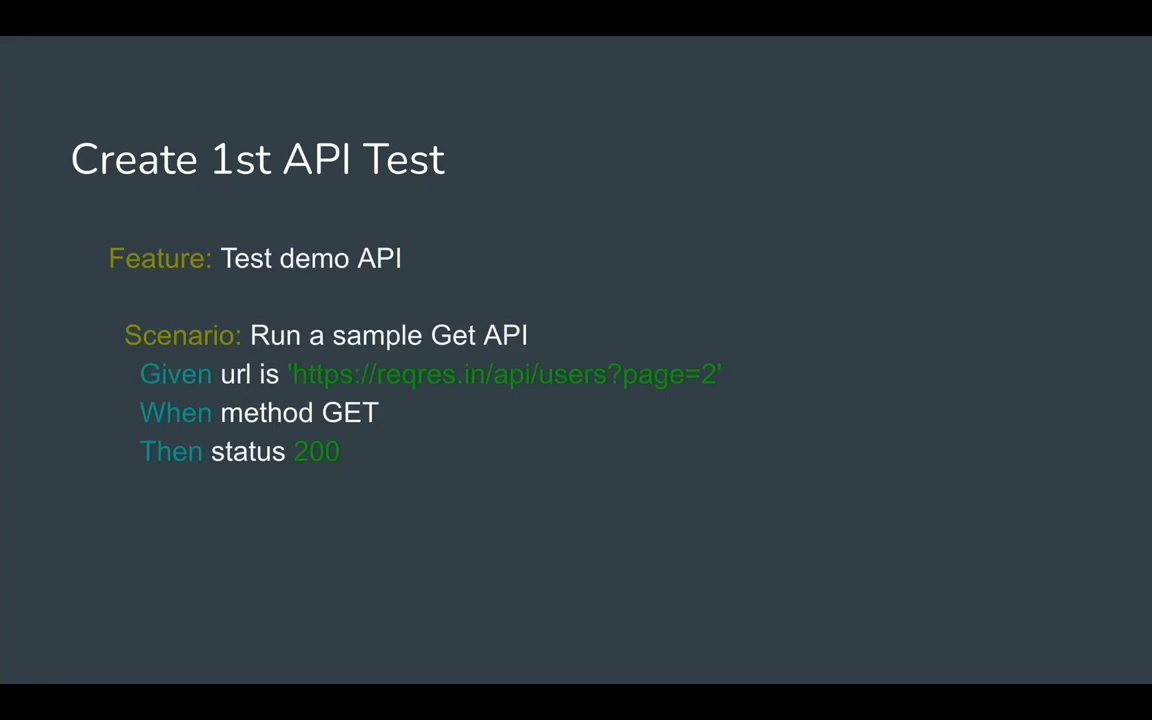 Create 1st API Test
Feature: Test demo API
Scenario: Run a sample Get API
Given url is 'https://reqres.in/api/users?page=2'
When method GET
Then status 200